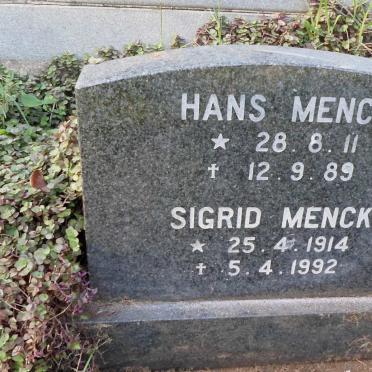 HANS MENC
★ 28.8.11
✝ 12.9.89
SIGRID MENCK
★ 25.4.1914
✝ 5.4.1992